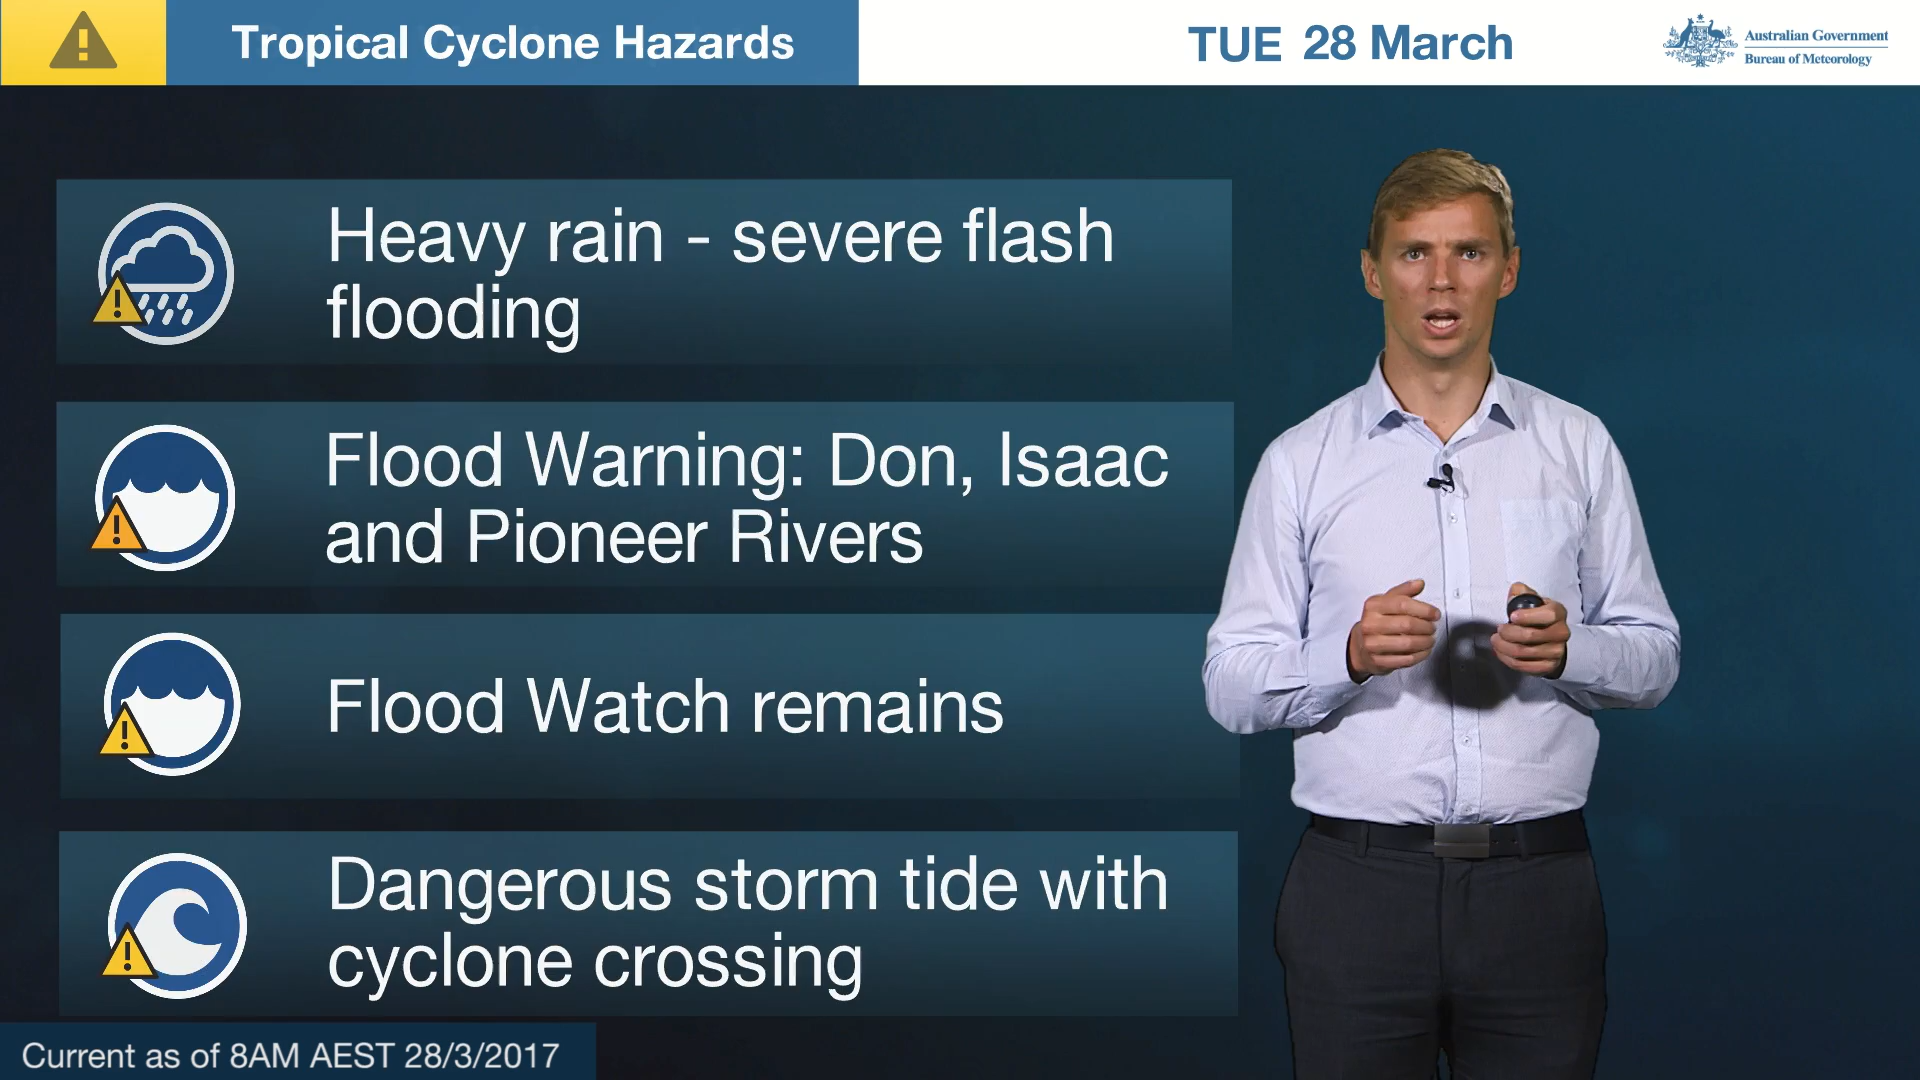 Tropical Cyclone Hazards
TUE 28 March
Australian Government
Bureau of Meteorology
Heavy rain - severe flash
flooding
Flood Warning: Don, Isaac
and Pioneer Rivers
Flood Watch remains
Dangerous storm tide with
cyclone crossing
Current as of 8AM AEST 28/3/2017